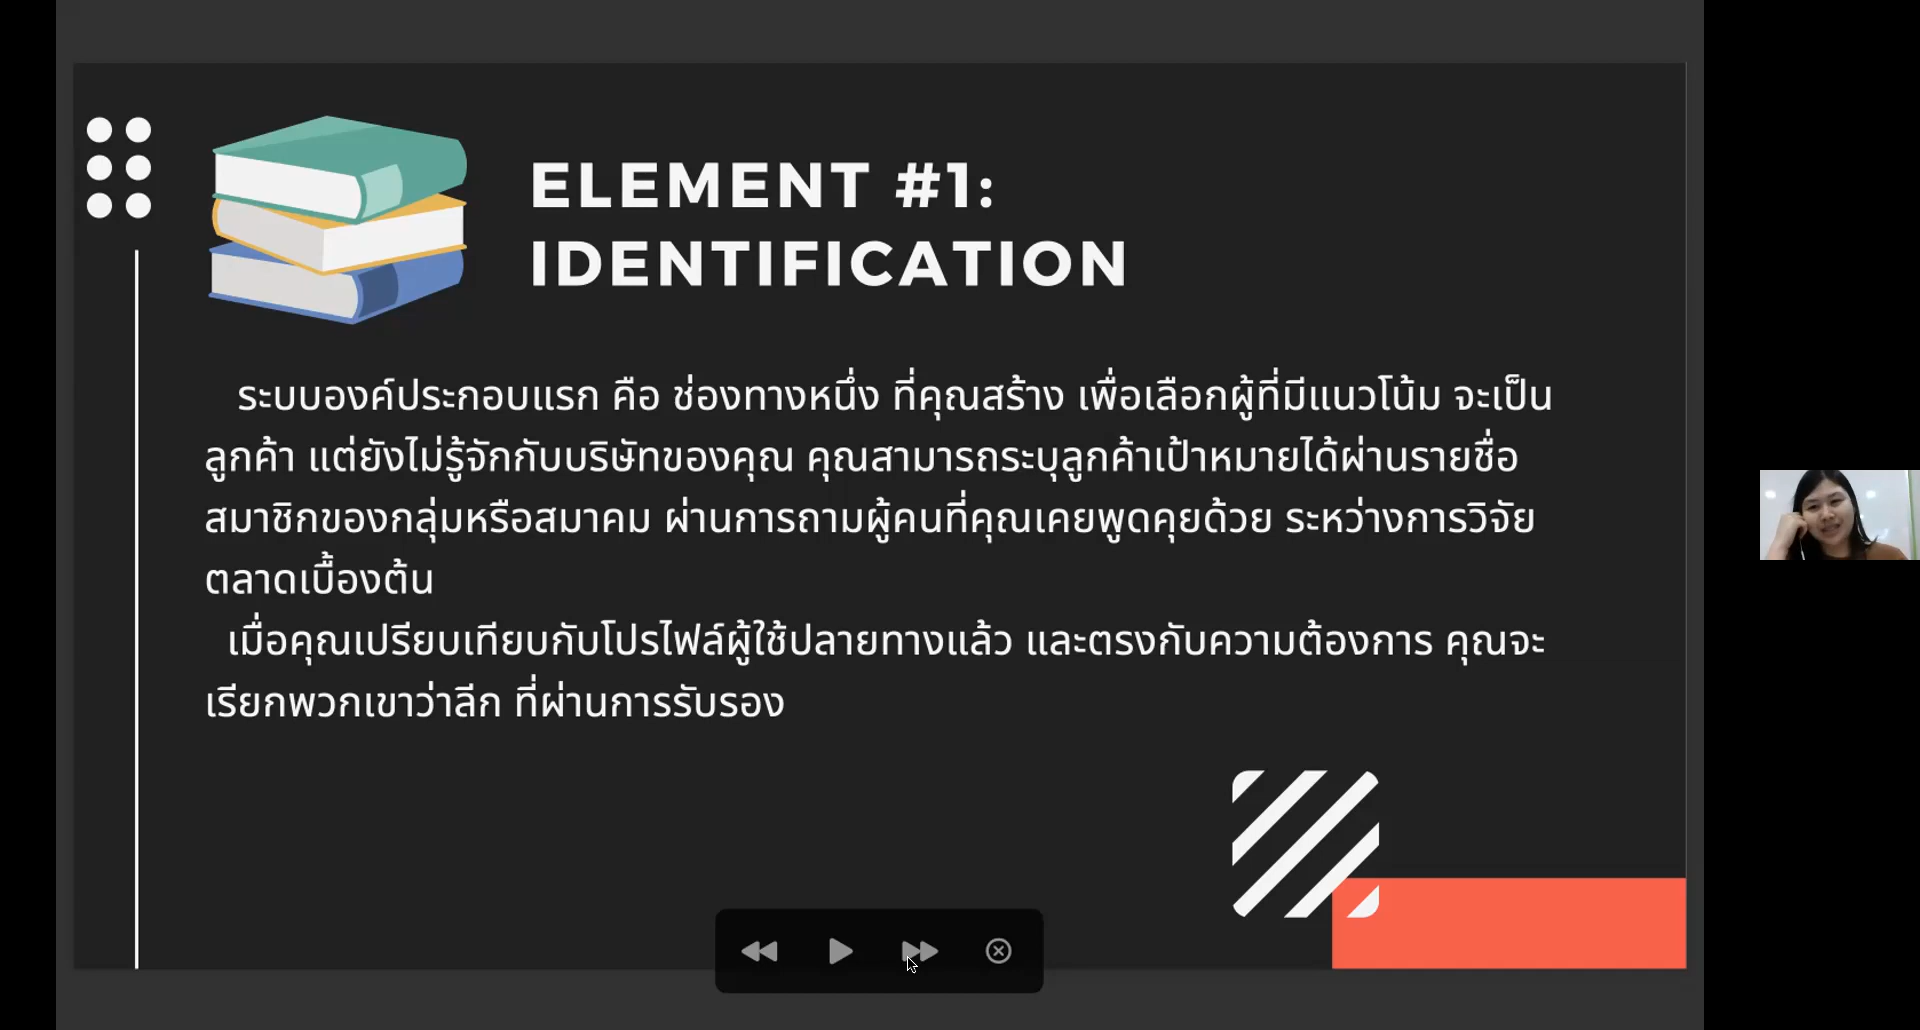 ELEMENT #1:
IDENTIFICATION
ระบบองค์ประกอบแรก คือ ช่องทางหนึ่ง ที่คุณสร้าง เพื่อเลือกผู้ที่มีแนวโน้ม จะเป็น
ลูกค้า แต่ยังไม่รู้จักกับบริษัทของคุณ คุณสามารถระบุลูกค้าเป้าหมายได้ผ่านรายชื่อ
สมาชิกของกลุ่มหรือสมาคม ผ่านการถามผู้คนที่คุณเคยพูดคุยด้วย ระหว่างการวิจัย
ตลาดเบื้องต้น
เมื่อคุณเปรียบเทียบกับโปรไฟล์ผู้ใช้ปลายทางแล้ว และตรงกับความต้องการ คุณจะ
เรียกพวกเขาว่าลีก ที่ผ่านการรับรอง